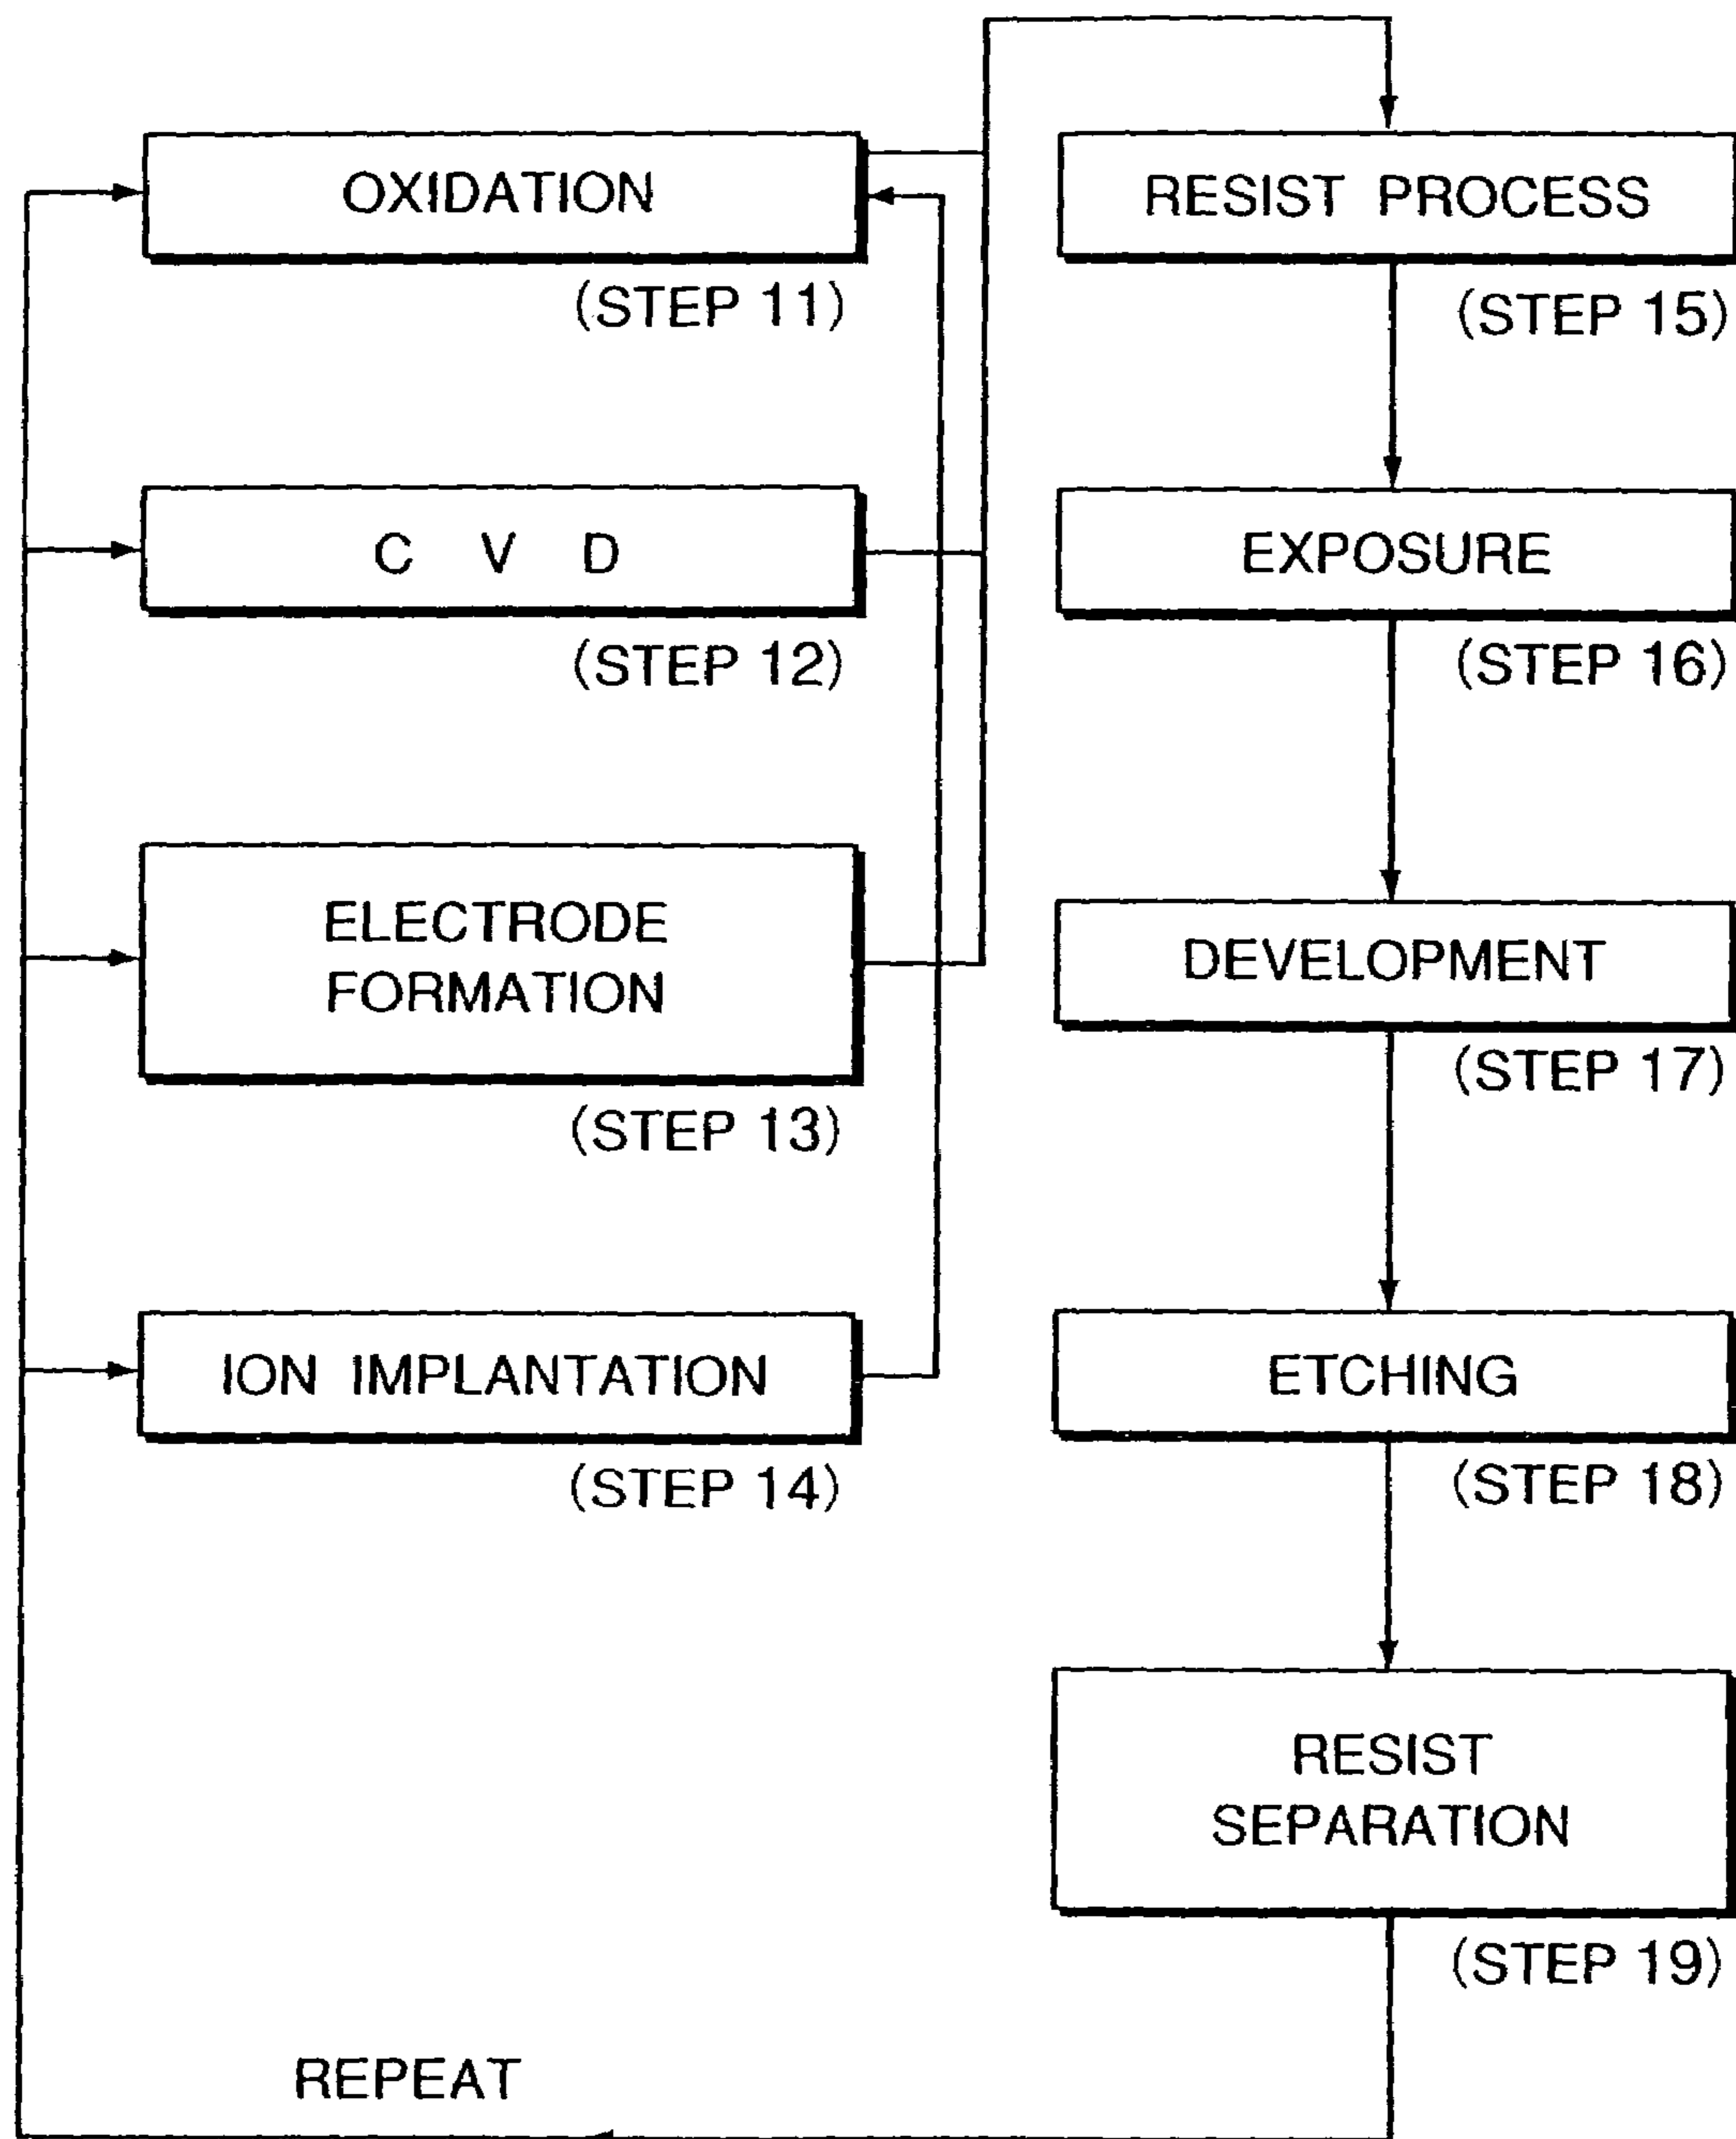 OXIDATION
(STEP 11)
C V D
(STEP 12)
ELECTRODE
FORMATION
(STEP 13)
ION IMPLANTATION
(STEP 14)
RESIST PROCESS
(STEP 15)
EXPOSURE
(STEP 16)
DEVELOPMENT
(STEP 17)
ETCHING
(STEP 18)
RESIST
SEPARATION
(STEP 19)
REPEAT